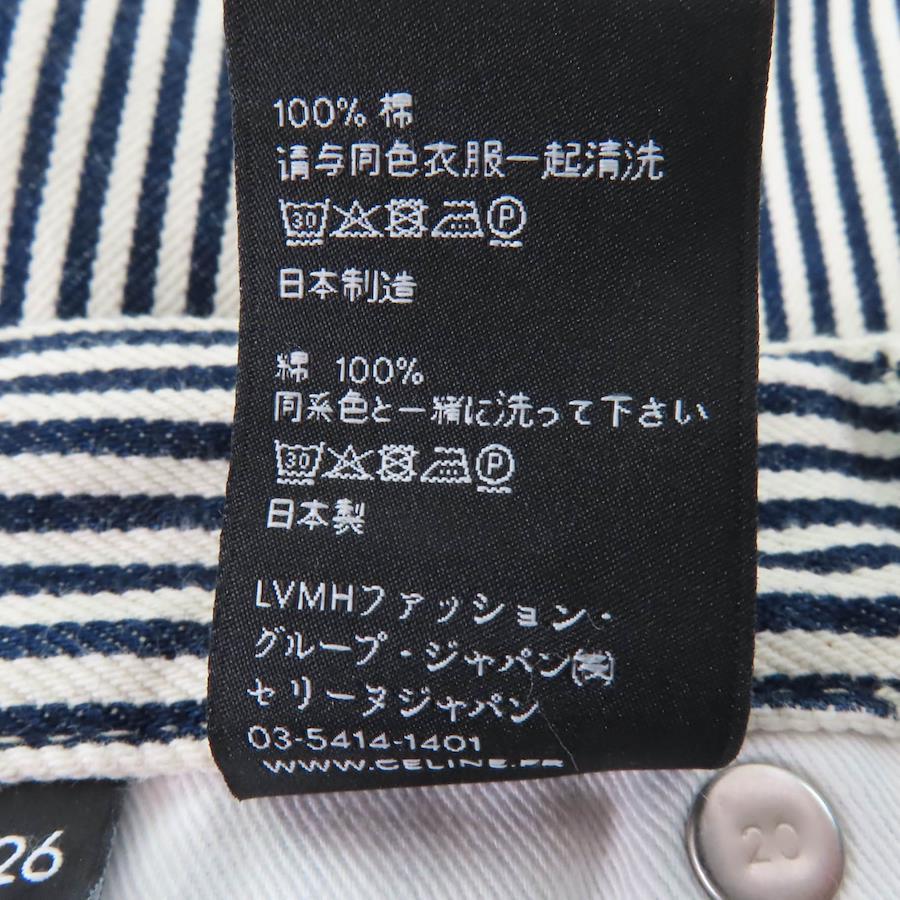 100% 棉
请与同色衣服一起清洗
30 P
日本制造
綿 100%
同系色と一緒に洗って下さい
30 P
日本製
LVMHファッション・
グループ・ジャパン㈱
セリーヌジャパン
03-5414-1401
WWW.CELINE.FR
26
20